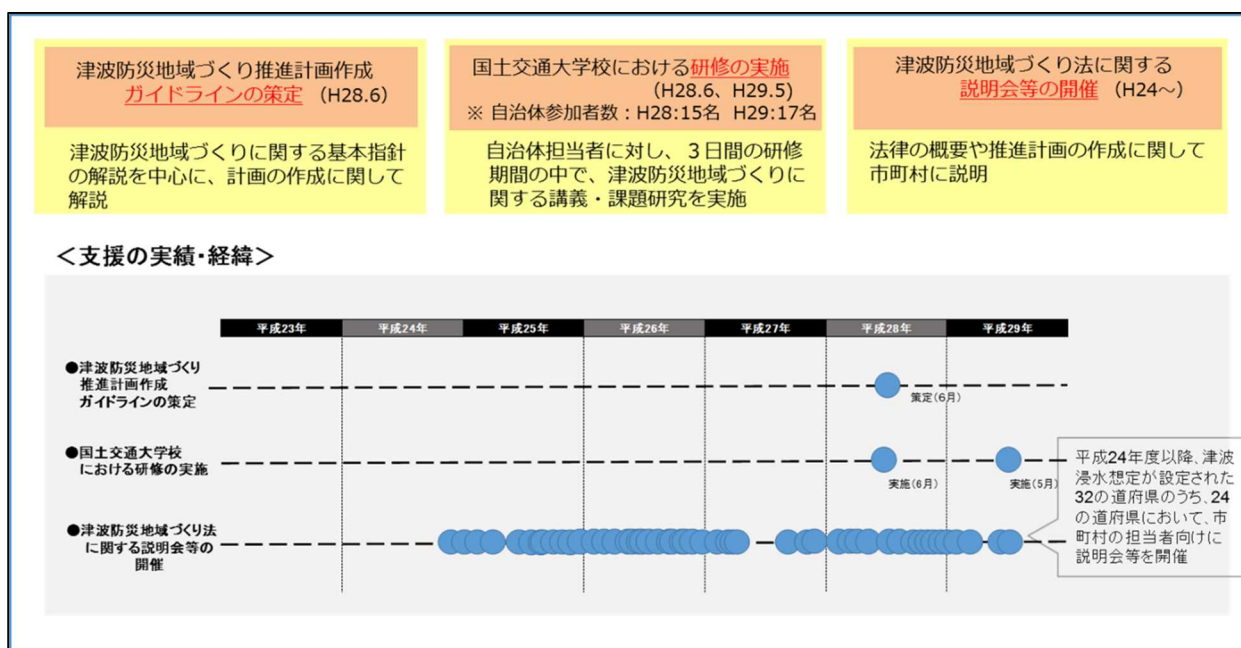 津波防災地域づくり推進計画作成
ガイドラインの策定 （H28.6）
津波防災地域づくりに関する基本指針
の解説を中心に、計画の作成に関して
解説
国土交通大学校における研修の実施
（H28.6、H29.5）
※ 自治体参加者数：H28:15名 H29:17名
自治体担当者に対し、３日間の研修
期間の中で、津波防災地域づくりに
関する講義・課題研究を実施
津波防災地域づくり法に関する
説明会等の開催 （H24～）
法律の概要や推進計画の作成に関して
市町村に説明
＜支援の実績・経緯＞
平成23年 平成24年 平成25年 平成26年 平成27年 平成28年 平成29年
●津波防災地域づくり
推進計画作成
ガイドラインの策定
策定(6月)
●国土交通大学校
における研修の実施
実施(6月)
実施(5月)
●津波防災地域づくり法
に関する説明会等の
開催
平成24年度以降、津波
浸水想定が設定された
32の道府県のうち、24
の道府県において、市
町村の担当者向けに
説明会等を開催